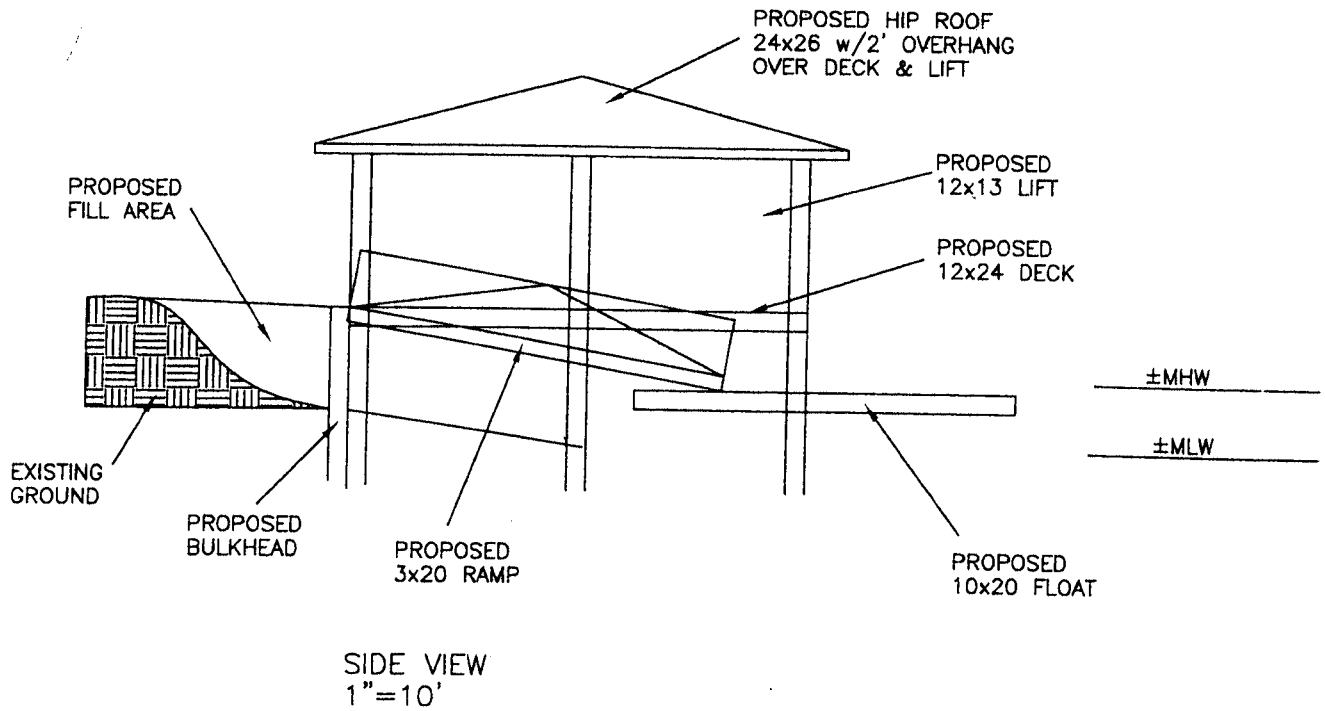 PROPOSED HIP ROOF
24x26 w/2' OVERHANG
OVER DECK & LIFT
PROPOSED
12x13 LIFT
PROPOSED
FILL AREA
PROPOSED
12x24 DECK
±MHW
±MLW
EXISTING
GROUND
PROPOSED
BULKHEAD
PROPOSED
3x20 RAMP
PROPOSED
10x20 FLOAT
SIDE VIEW
1"=10'